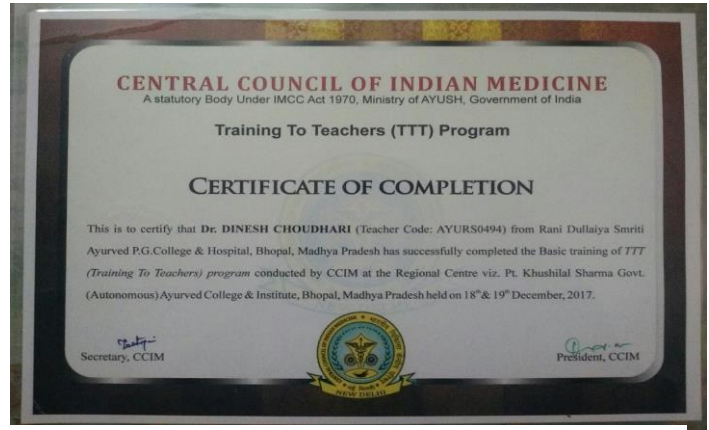 CENTRAL COUNCIL OF INDIAN MEDICINE
A statutory Body Under IMCC Act 1970, Ministry of AYUSH, Government of India
Training To Teachers (TTT) Program
CERTIFICATE OF COMPLETION
This is to certify that Dr. DINESH CHOUDHARI (Teacher Code: AYURS0494) from Rani Dullaiya Smriti
Ayurved P.G.College & Hospital, Bhopal, Madhya Pradesh has successfully completed the Basic training of TTT
(Training To Teachers) program conducted by CCIM at the Regional Centre viz. Pt. Khushilal Sharma Govt.
(Autonomous) Ayurved College & Institute, Bhopal, Madhya Pradesh held on 18th & 19th December, 2017.
Secretary, CCIM
President, CCIM
NEW DELHI